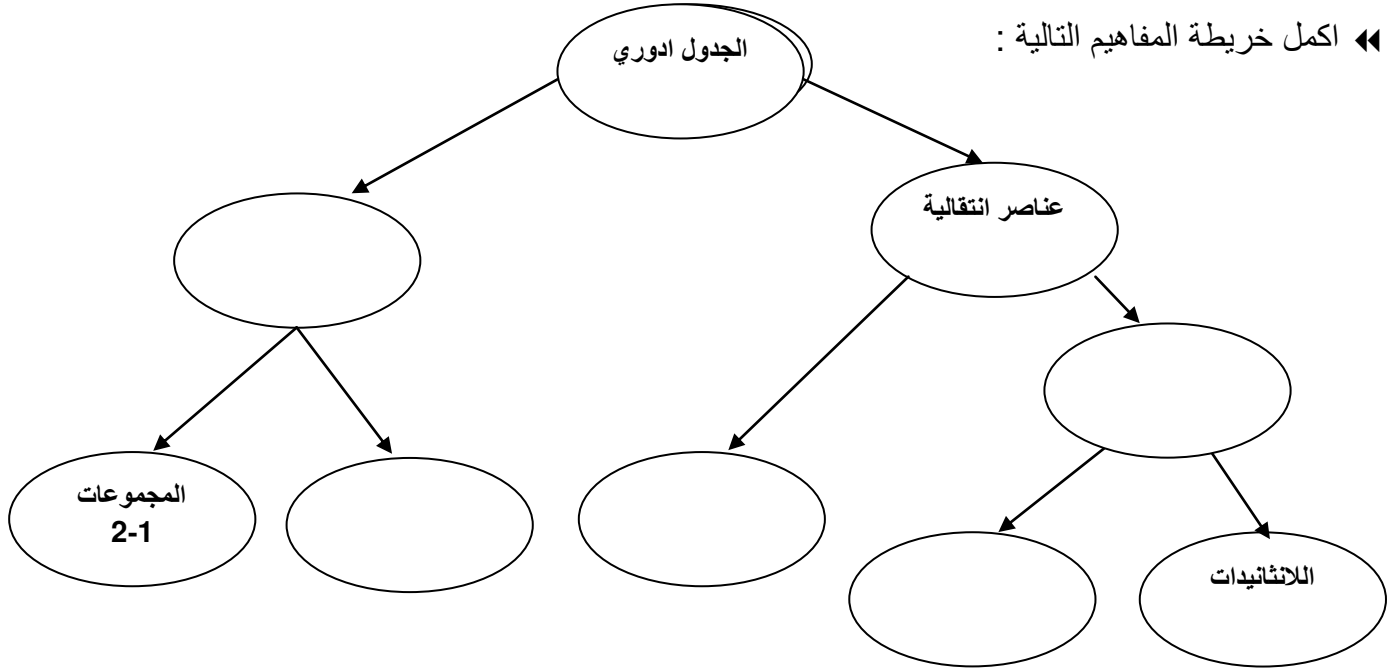 اكمل خريطة المفاهيم التالية :
الجدول ادوري
عناصر انتقالية
المجموعات
2-1
اللانثانيدات